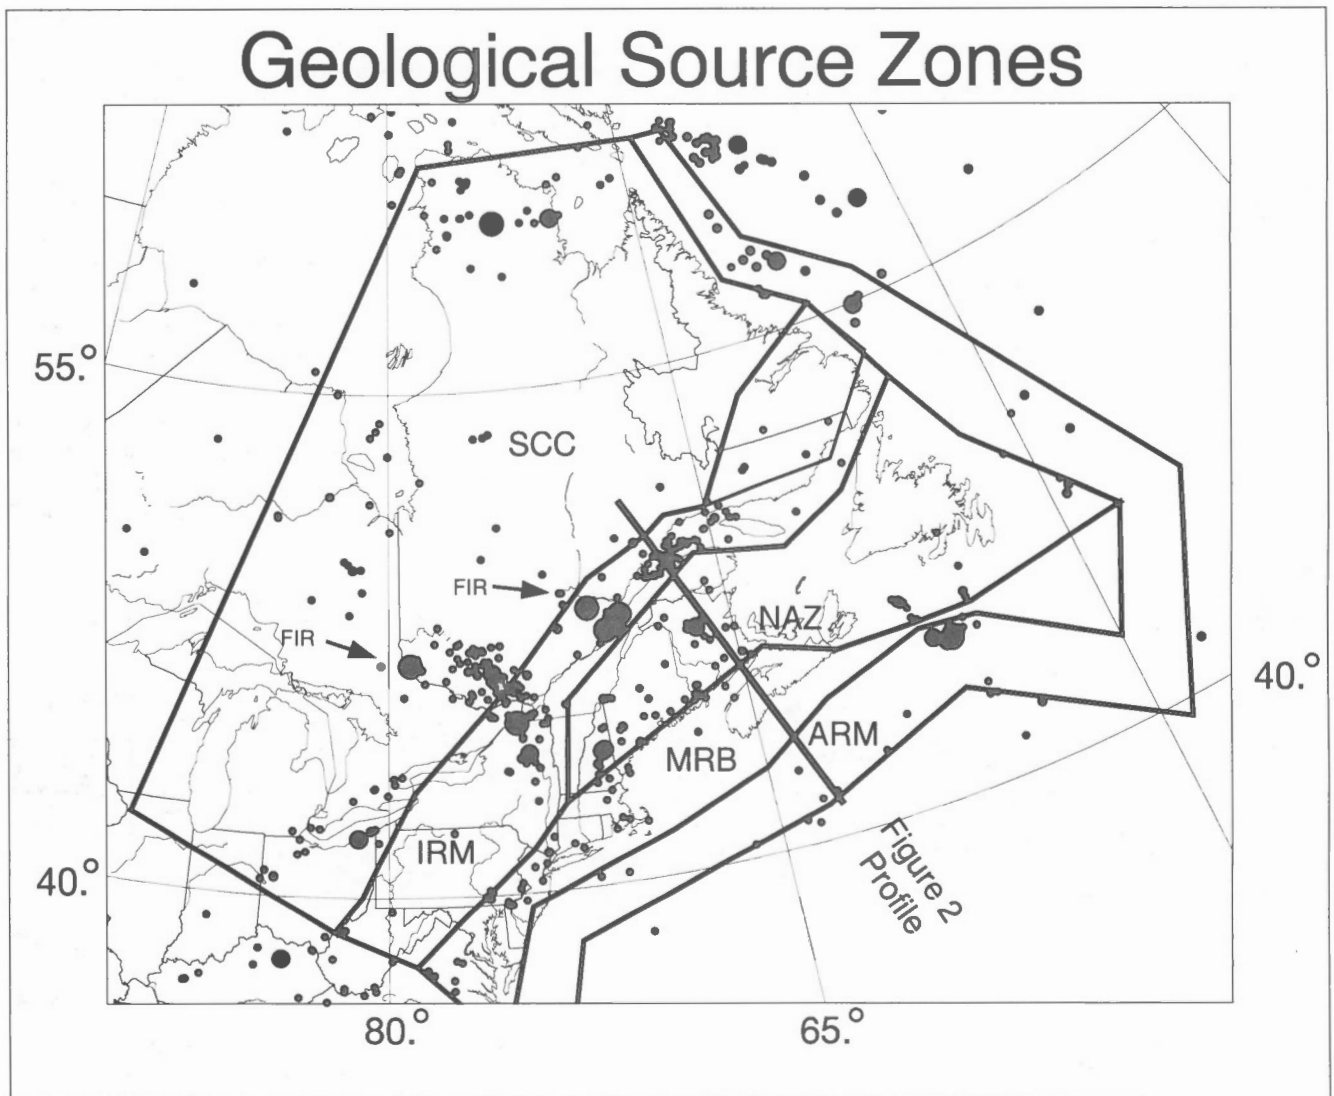 Geological Source Zones
55.°
SCC
FIR
FIR
NAZ
40.°
ARM
MRB
IRM
40.°
Figure 2
Profile
80.°
65.°